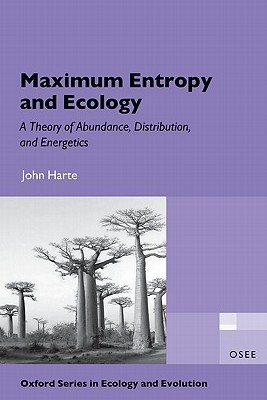 Maximum Entropy
and Ecology
A Theory of Abundance, Distribution,
and Energetics
John Harte
OSEE
Oxford Series in Ecology and Evolution